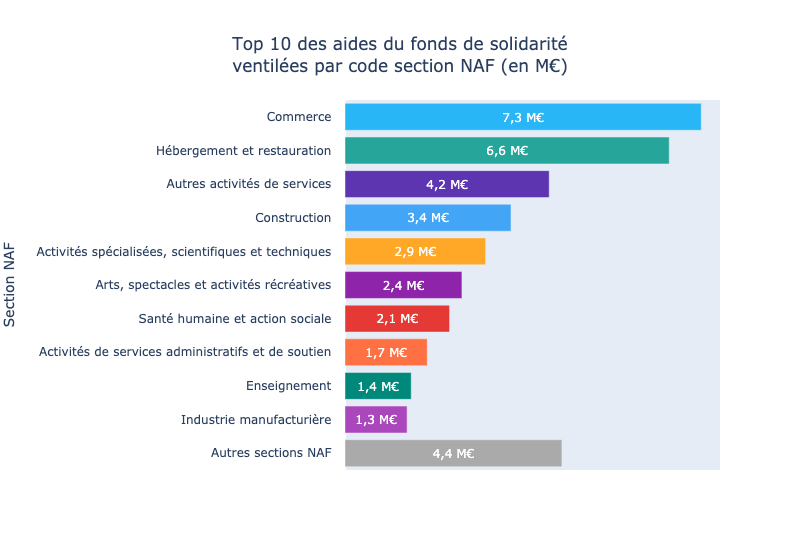 Top 10 des aides du fonds de solidarité
ventilées par code section NAF (en M€)
Section NAF
Commerce 7,3 M€
Hébergement et restauration 6,6 M€
Autres activités de services 4,2 M€
Construction 3,4 M€
Activités spécialisées, scientifiques et techniques 2,9 M€
Arts, spectacles et activités récréatives 2,4 M€
Santé humaine et action sociale 2,1 M€
Activités de services administratifs et de soutien 1,7 M€
Enseignement 1,4 M€
Industrie manufacturière 1,3 M€
Autres sections NAF 4,4 M€